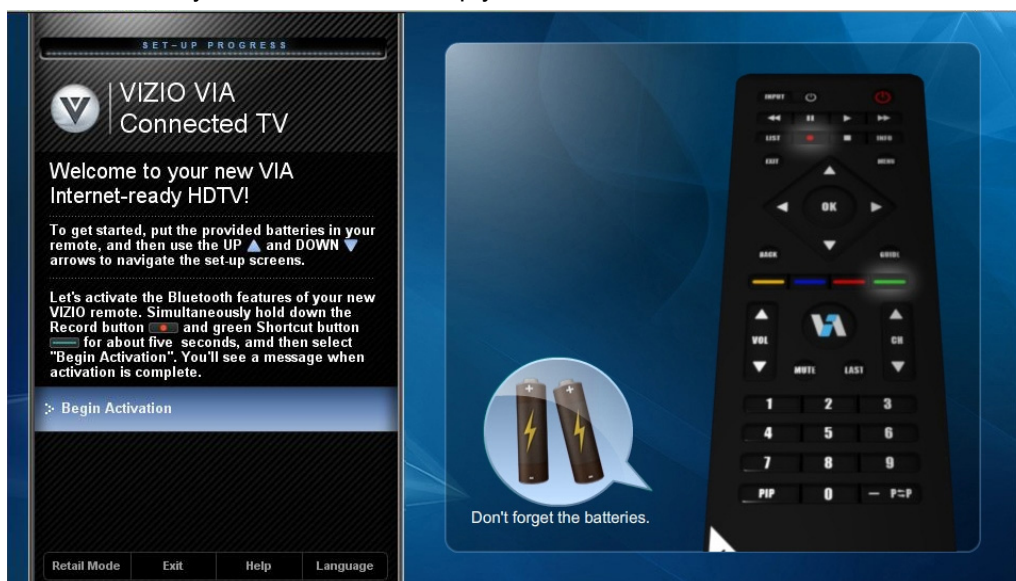 SET-UP PROGRESS
VIZIO VIA
Connected TV
Welcome to your new VIA
Internet-ready HDTV!
To get started, put the provided batteries in your
remote, and then use the UP and DOWN
arrows to navigate the set-up screens.
Let's activate the Bluetooth features of your new
VIZIO remote. Simultaneously hold down the
Record button and green Shortcut button
for about five seconds, amd then select
"Begin Activation". You'll see a message when
activation is complete.
Begin Activation
Retail Mode Exit Help Language
INPUT
LIST INFO
EXIT MENU
OK
BACK GUIDE
VIA
VOL CH
MUTE LAST
1 2 3
4 5 6
7 8 9
PIP 0 — P⇆P
Don't forget the batteries.